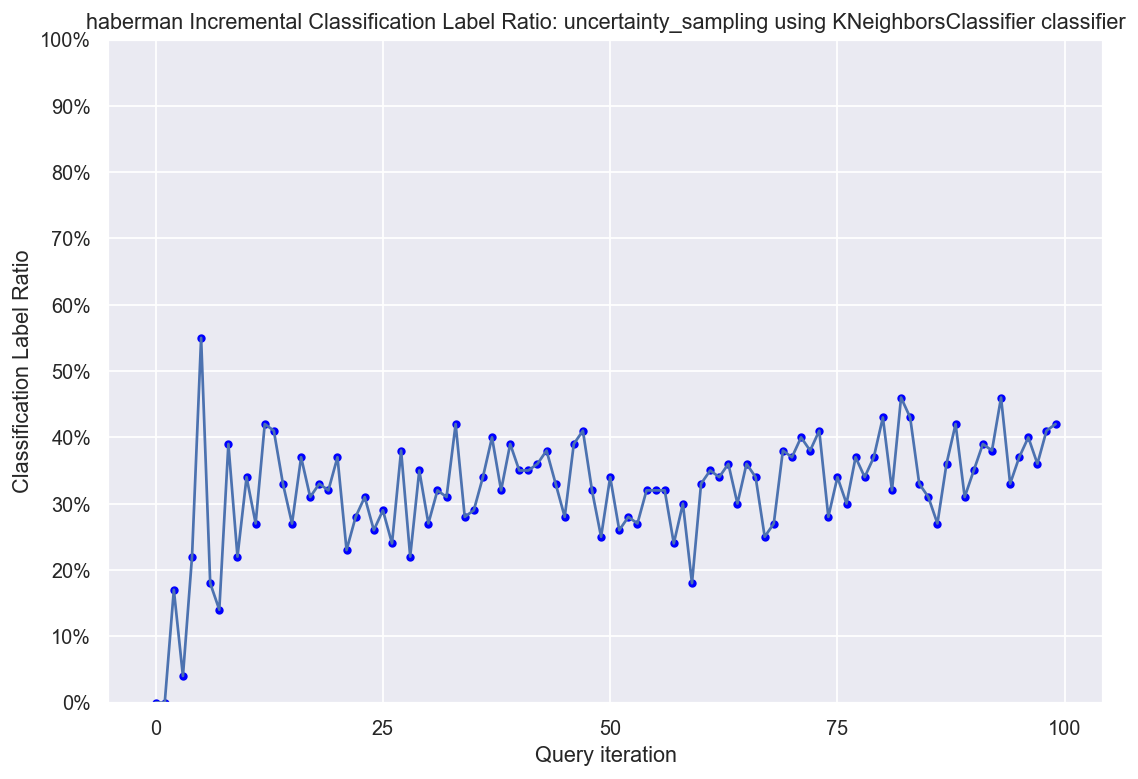 haberman Incremental Classification Label Ratio: uncertainty_sampling using KNeighborsClassifier classifier
100%
90%
80%
70%
60%
50%
40%
30%
20%
10%
0%
Classification Label Ratio
0 25 50 75 100
Query iteration